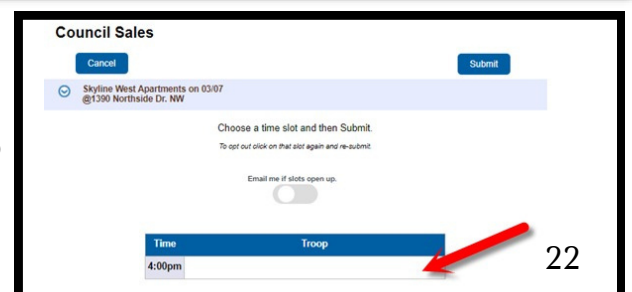 Council Sales
Cancel
Submit
Skyline West Apartments on 03/07
@1390 Northside Dr. NW
Choose a time slot and then Submit.
To opt out click on that slot again and re-submit.
Email me if slots open up.
Time Troop
4:00pm
22